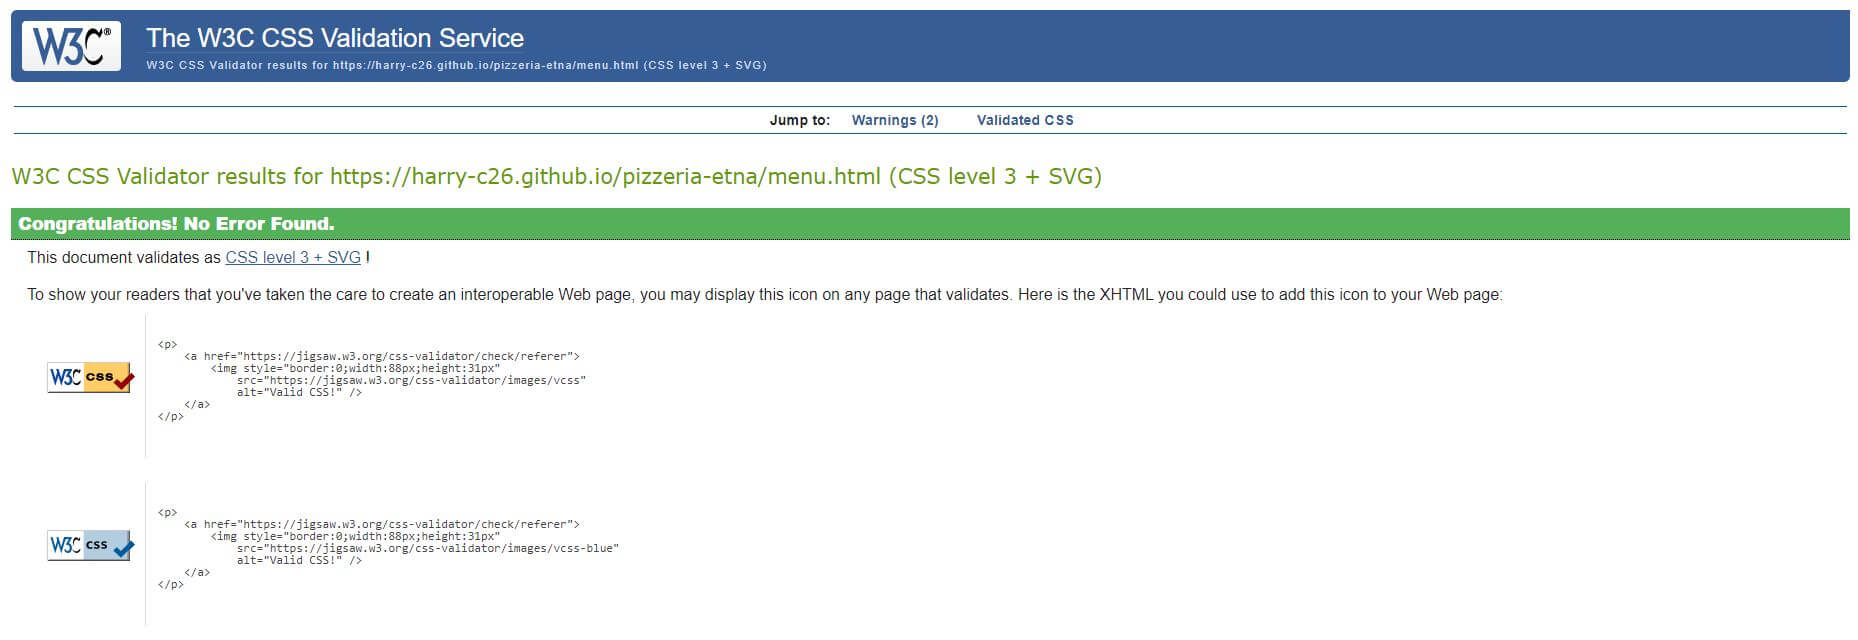 W3C®
The W3C CSS Validation Service
W3C CSS Validator results for https://harry-c26.github.io/pizzeria-etna/menu.html (CSS level 3 + SVG)
Jump to: Warnings (2) Validated CSS
W3C CSS Validator results for https://harry-c26.github.io/pizzeria-etna/menu.html (CSS level 3 + SVG)
Congratulations! No Error Found.
This document validates as CSS level 3 + SVG !
To show your readers that you've taken the care to create an interoperable Web page, you may display this icon on any page that validates. Here is the XHTML you could use to add this icon to your Web page:
W3C css
<p>
<a href="https://jigsaw.w3.org/css-validator/check/referer">
<img style="border:0;width:88px;height:31px"
src="https://jigsaw.w3.org/css-validator/images/vcss"
alt="Valid CSS!" />
</a>
</p>
W3C css
<p>
<a href="https://jigsaw.w3.org/css-validator/check/referer">
<img style="border:0;width:88px;height:31px"
src="https://jigsaw.w3.org/css-validator/images/vcss-blue"
alt="Valid CSS!" />
</a>
</p>